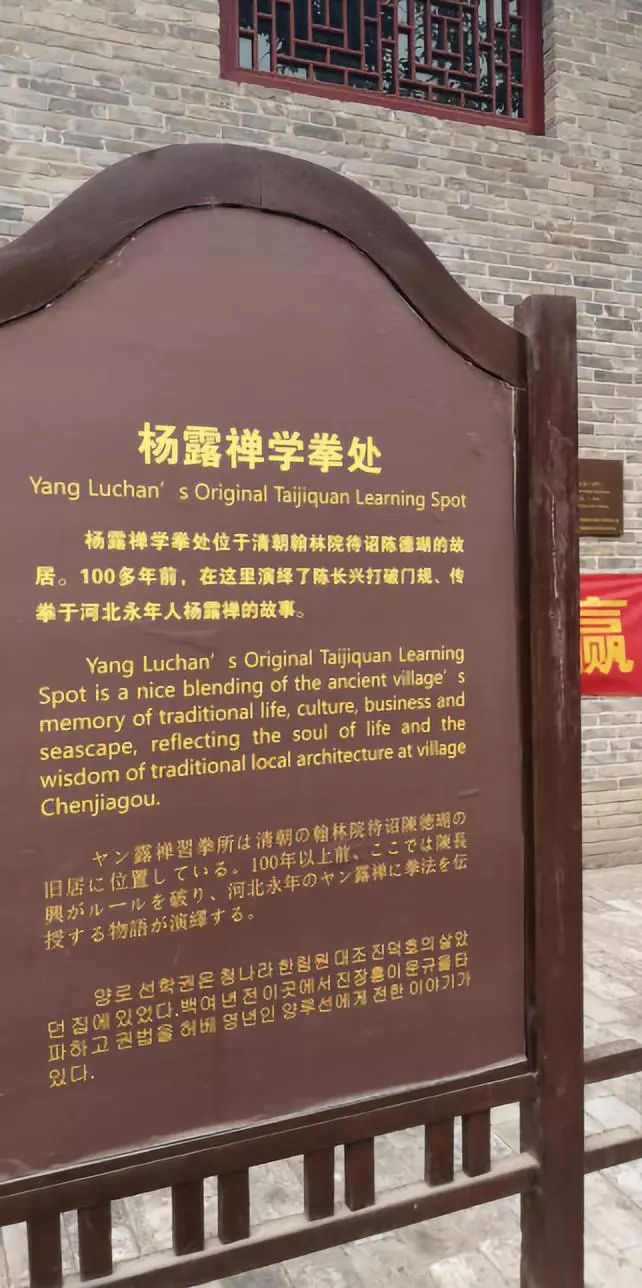 杨露禅学拳处
Yang Luchan's Original Taijiquan Learning Spot
杨露禅学拳处位于清朝翰林院待诏陈德瑚的故
居。100多年前，在这里演绎了陈长兴打破门规、传
拳于河北永年人杨露禅的故事。
Yang Luchan's Original Taijiquan Learning
Spot is a nice blending of the ancient village's
memory of traditional life, culture, business and
seascape, reflecting the soul of life and the
wisdom of traditional local architecture at village
Chenjiagou.
ヤン露禅習拳所は清朝の翰林院待诏陳徳瑚の
旧居に位置している。100年以上前、ここでは陳長
興がルールを破り、河北永年のヤン露禅に拳法を伝
授する物語が演繹する。
양로 선학권은 청나라 한림원 대조 진덕호의 살았
던 집에 있었다.백여년 전 이곳에서 진장흥이 문규를 타
파하고 권법을 허베 영년인 양루선에게 전한 이야기가
있다.
赢